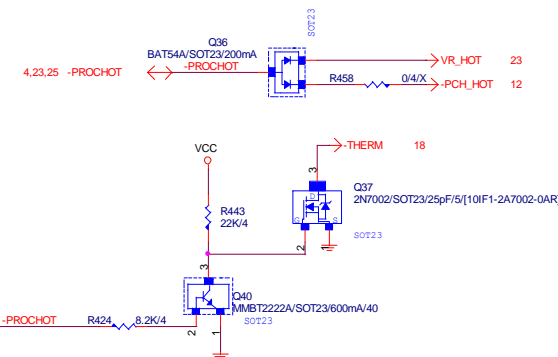 SOT23
Q36
BAT54A/SOT23/200mA
-PROCHOT
4,23,25 -PROCHOT
VR_HOT 23
R458 0/4/X
-PCH_HOT 12
VCC
-THERM 18
3
Q37
2N7002/SOT23/25pF/5/[10IF1-2A7002-0AR]
D
G S
SOT23
R443
22K/4
2 1
3
Q40
MMBT2222A/SOT23/600mA/40
SOT23
-PROCHOT R424 8.2K/4
2 1